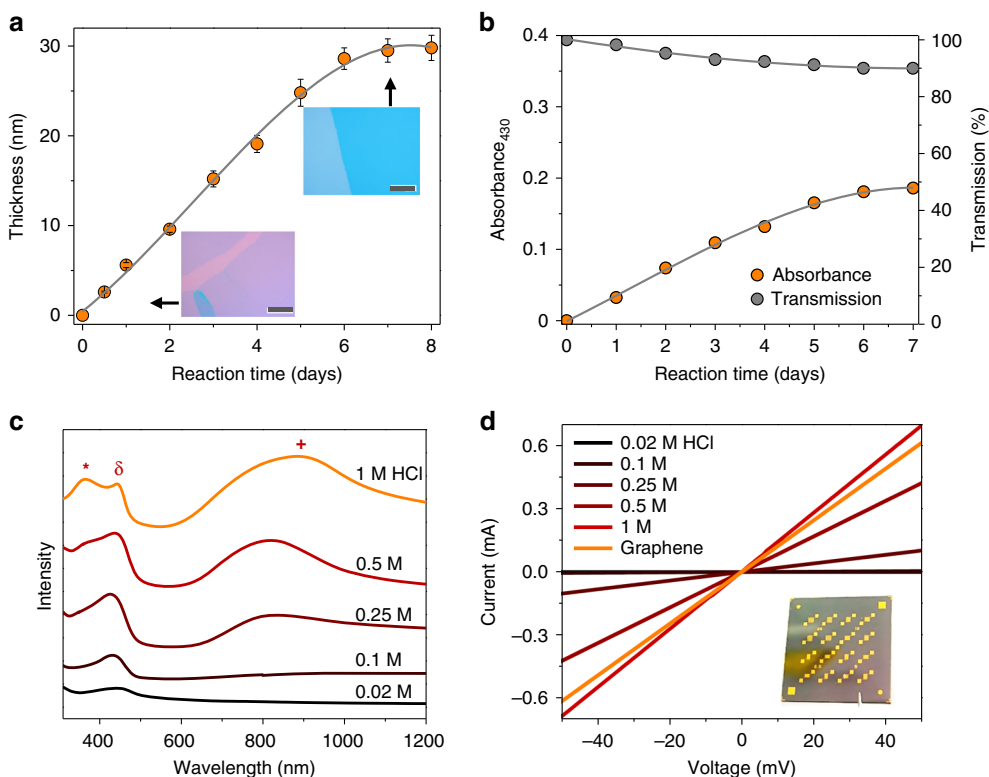 a
Thickness (nm)
30
20
10
0
0
2
4
6
8
Reaction time (days)
b
Absorbance430
0.4
0.3
0.2
0.1
0
100
80
60
40
20
0
Transmission (%)
Absorbance
Transmission
0
1
2
3
4
5
6
7
Reaction time (days)
c
Intensity
*
δ
+
1 M HCl
0.5 M
0.25 M
0.1 M
0.02 M
400
600
800
1000
1200
Wavelength (nm)
d
Current (mA)
0.6
0.3
0.0
−0.3
−0.6
0.02 M HCl
0.1 M
0.25 M
0.5 M
1 M
Graphene
−40
−20
0
20
40
Voltage (mV)